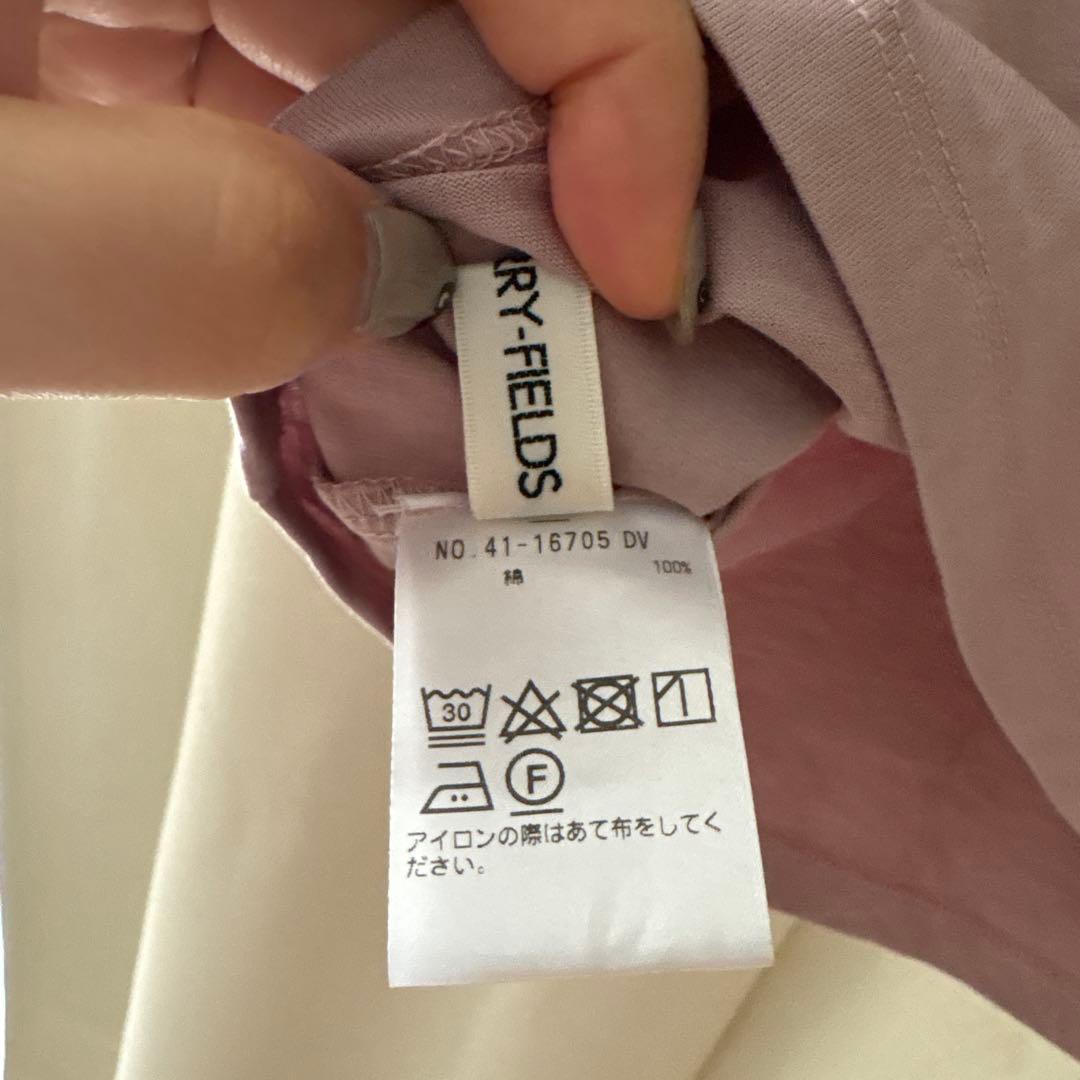 RRY-FIELDS
NO. 41-16705 DV
綿 100%
30
F
アイロンの際はあて布をしてく
ださい。